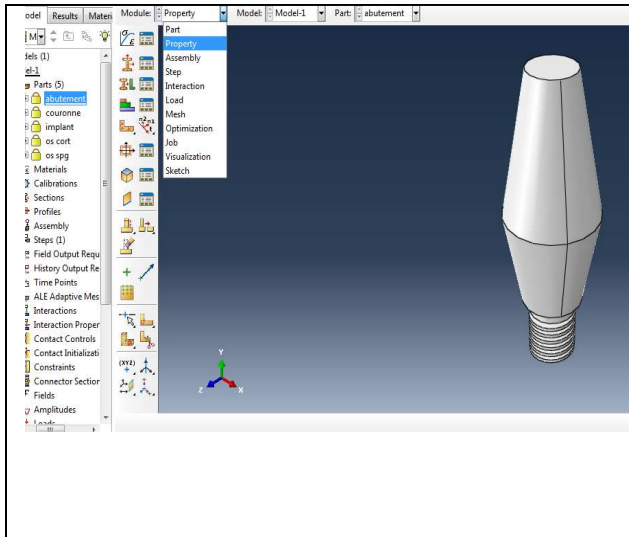 odel Results Materi Module: Property Model: Model-1 Part: abutement
M
dels (1)
el-1
Parts (5)
abutement
couronne
implant
os cort
os spg
Materials
Calibrations
Sections
Profiles
Assembly
Steps (1)
Field Output Requ
History Output Re
Time Points
ALE Adaptive Mes
Interactions
Interaction Proper
Contact Controls
Contact Initializati
Constraints
Connector Section
Fields
Amplitudes
Loads
Part
Property
Assembly
Step
Interaction
Load
Mesh
Optimization
Job
Visualization
Sketch
(XYZ)
Y
Z X